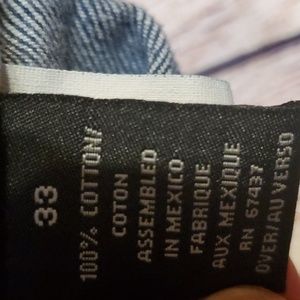 33
100% COTTON/
COTON
ASSEMBLED
IN MEXICO
FABRIQUE
AUX MEXIQUE
RN 67437
OVER/AU VERSO